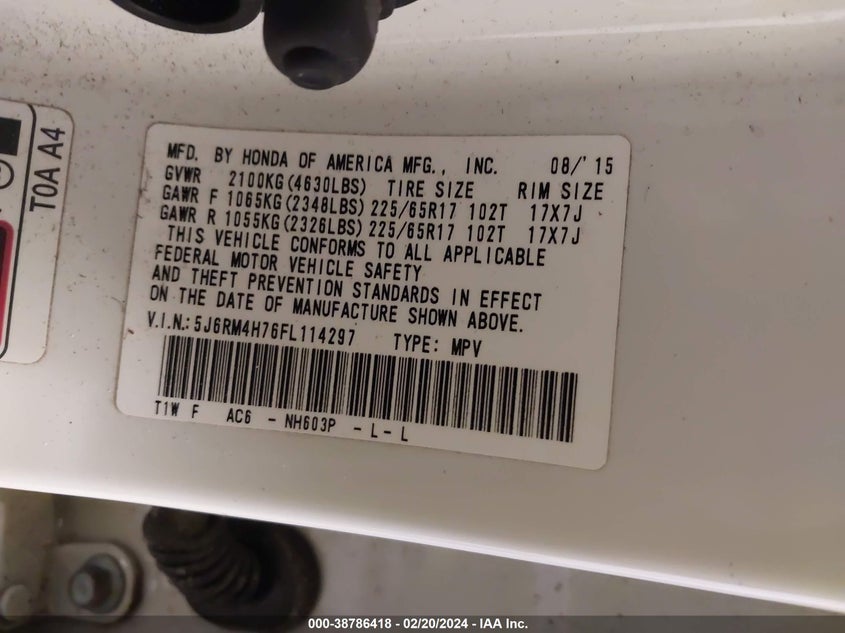 T0A A4
MFD. BY HONDA OF AMERICA MFG., INC. 08/'15
GVWR 2100KG(4630LBS) TIRE SIZE RIM SIZE
GAWR F 1065KG(2348LBS) 225/65R17 102T 17X7J
GAWR R 1055KG(2326LBS) 225/65R17 102T 17X7J
THIS VEHICLE CONFORMS TO ALL APPLICABLE
FEDERAL MOTOR VEHICLE SAFETY
AND THEFT PREVENTION STANDARDS IN EFFECT
ON THE DATE OF MANUFACTURE SHOWN ABOVE.
V.I.N.: 5J6RM4H76FL114297 TYPE: MPV
T1W F AC6 - NH603P - L- L
000-38786418 - 02/20/2024 - IAA Inc.